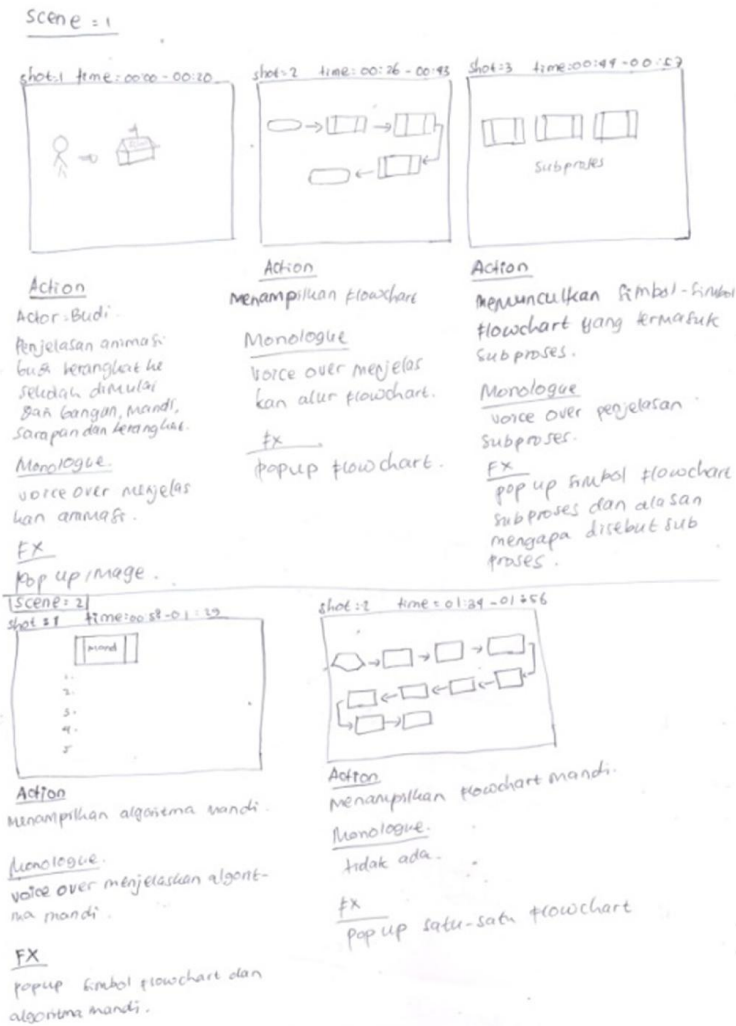 scene = 1
shot:1 time: 00:00 - 00:20
Action
Actor: Budi.
Penjelasan animasi
budi berangkat ke
sekolah dimulai
dari bangan, mandi,
sarapan dan berangkat.
Monologue.
voice over menjelas
kan animasi.
FX
Pop up image.
shot:2 time: 00:26 - 00:43
Action
Menampilkan flowchart
Monologue
voice over menjelas
kan alur flowchart.
FX
popup flowchart.
shot:3 time: 00:44 - 00:57
Subproses
Action
Memunculkan simbol-simbol
flowchart yang termasuk
subproses.
Monologue
voice over penjelasan
subproses.
FX
pop up simbol flowchart
subproses dan alasan
mengapa disebut sub
proses.
scene: 2
shot: 1 time: 00:58 - 01:29
Mandi
1.
2.
3.
4.
5
Action
Menampilkan algoritma mandi.
Monologue.
voice over menjelaskan algorit-
ma mandi.
FX
popup simbol flowchart dan
algoritma mandi.
shot:2 time: 01:34 - 01:56
Action
Menampilkan flowchart mandi.
Monologue.
tidak ada.
FX
pop up satu-satu flowchart